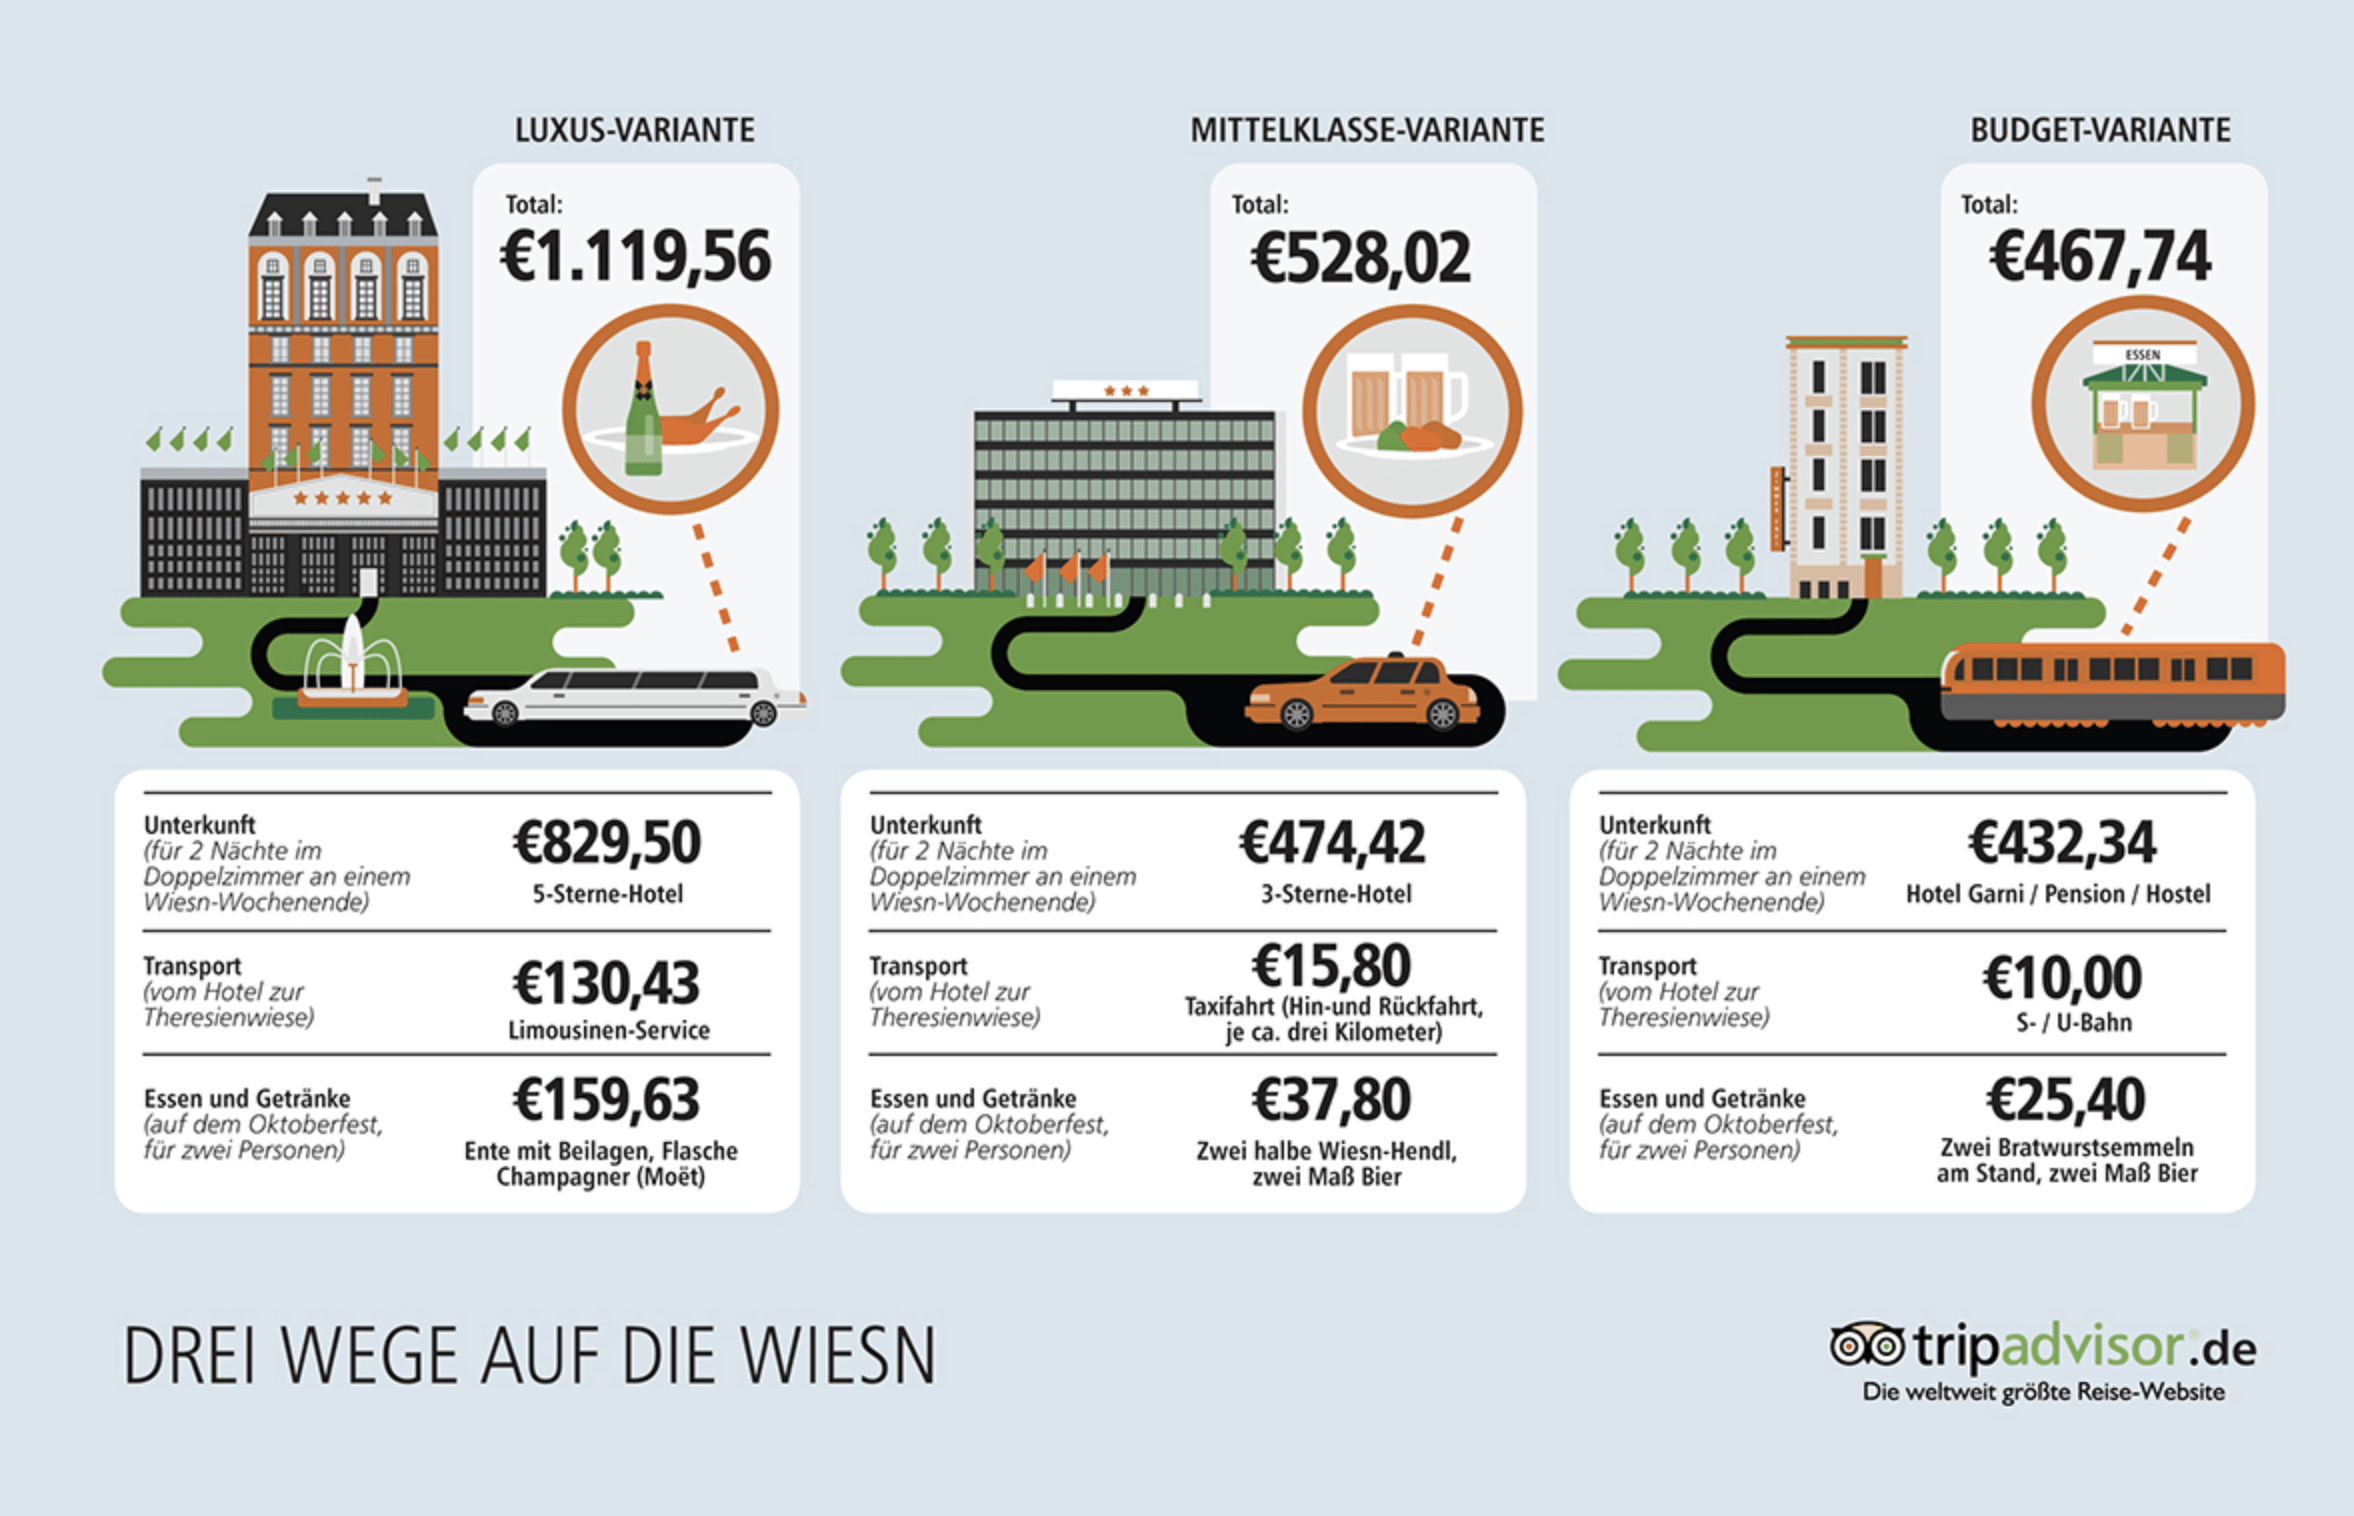 LUXUS-VARIANTE
Total:
€1.119,56
Unterkunft
(für 2 Nächte im
Doppelzimmer an einem
Wiesn-Wochenende)
€829,50
5-Sterne-Hotel
Transport
(vom Hotel zur
Theresienwiese)
€130,43
Limousinen-Service
Essen und Getränke
(auf dem Oktoberfest,
für zwei Personen)
€159,63
Ente mit Beilagen, Flasche
Champagner (Moët)
MITTELKLASSE-VARIANTE
Total:
€528,02
Unterkunft
(für 2 Nächte im
Doppelzimmer an einem
Wiesn-Wochenende)
€474,42
3-Sterne-Hotel
Transport
(vom Hotel zur
Theresienwiese)
€15,80
Taxifahrt (Hin-und Rückfahrt,
je ca. drei Kilometer)
Essen und Getränke
(auf dem Oktoberfest,
für zwei Personen)
€37,80
Zwei halbe Wiesn-Hendl,
zwei Maß Bier
BUDGET-VARIANTE
Total:
€467,74
ESSEN
Unterkunft
(für 2 Nächte im
Doppelzimmer an einem
Wiesn-Wochenende)
€432,34
Hotel Garni / Pension / Hostel
Transport
(vom Hotel zur
Theresienwiese)
€10,00
S- / U-Bahn
Essen und Getränke
(auf dem Oktoberfest,
für zwei Personen)
€25,40
Zwei Bratwurstsemmeln
am Stand, zwei Maß Bier
DREI WEGE AUF DIE WIESN
tripadvisor.de
Die weltweit größte Reise-Website